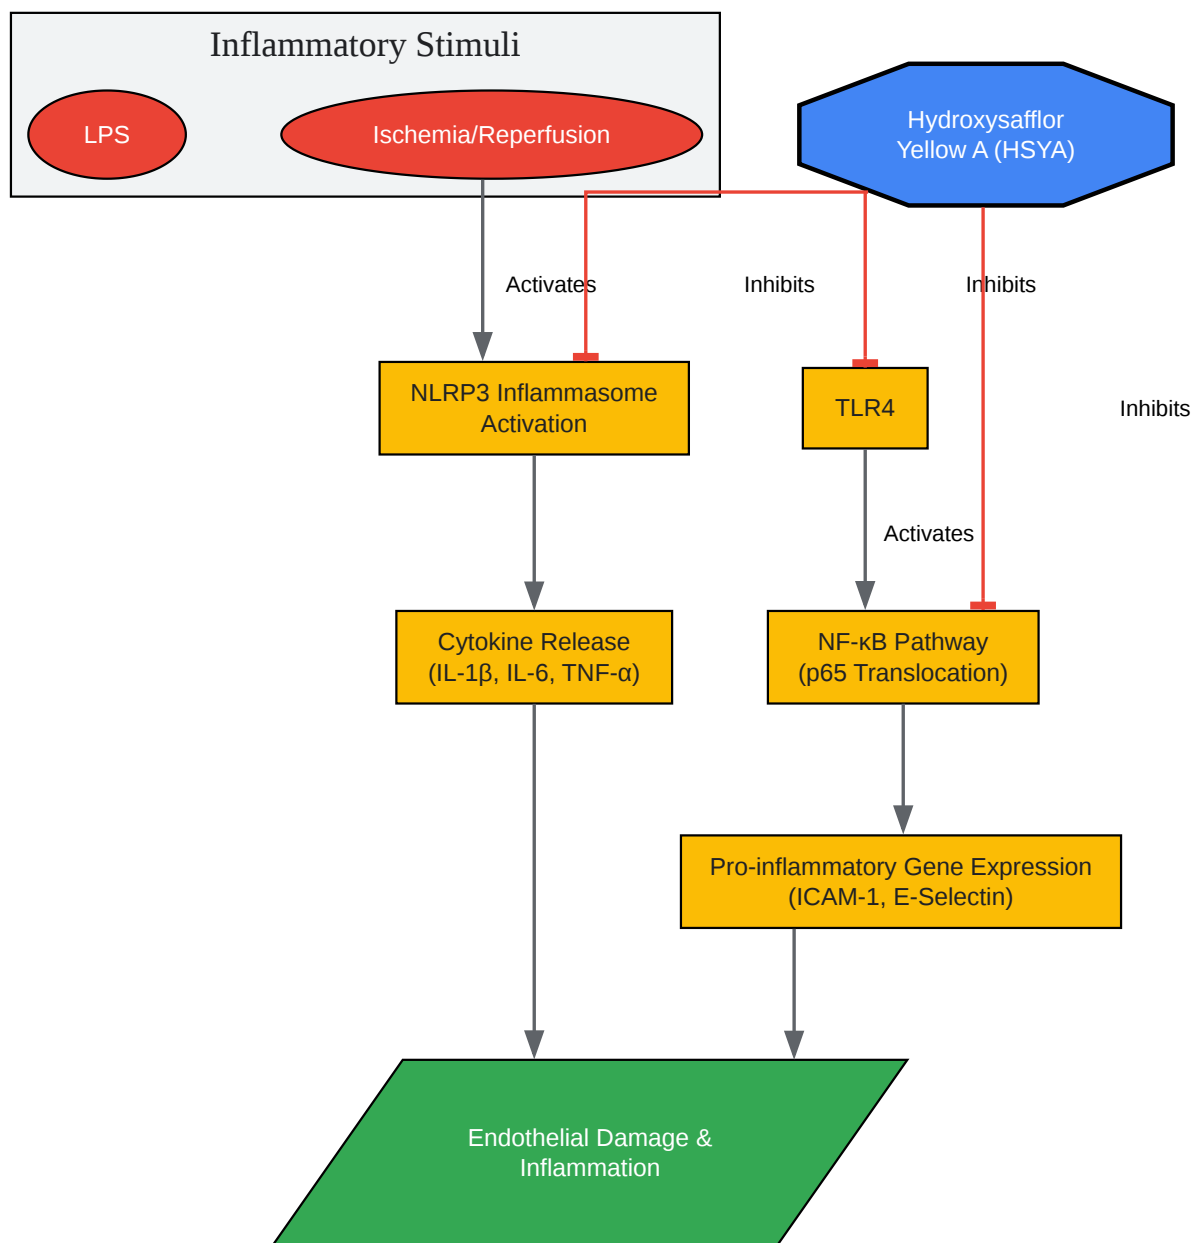 Inflammatory Stimuli
LPS
Ischemia/Reperfusion
Hydroxysafflor
Yellow A (HSYA)
Activates
Inhibits
Inhibits
NLRP3 Inflammasome
Activation
TLR4
Inhibits
Activates
Cytokine Release
(IL-1β, IL-6, TNF-α)
NF-κB Pathway
(p65 Translocation)
Pro-inflammatory Gene Expression
(ICAM-1, E-Selectin)
Endothelial Damage &
Inflammation